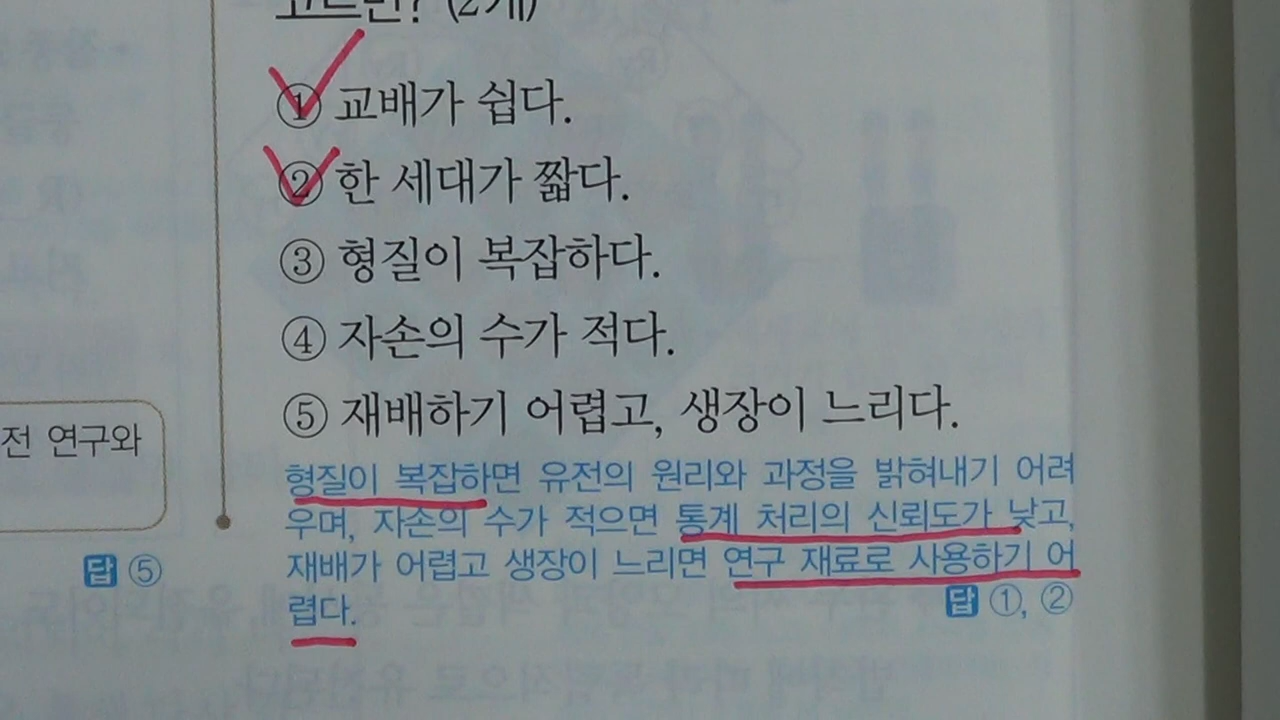 고르면? (2개)
① 교배가 쉽다.
② 한 세대가 짧다.
③ 형질이 복잡하다.
④ 자손의 수가 적다.
⑤ 재배하기 어렵고, 생장이 느리다.
형질이 복잡하면 유전의 원리와 과정을 밝혀내기 어려
우며, 자손의 수가 적으면 통계 처리의 신뢰도가 낮고,
재배가 어렵고 생장이 느리면 연구 재료로 사용하기 어
렵다.
답 ①, ②
전 연구와
답 ⑤